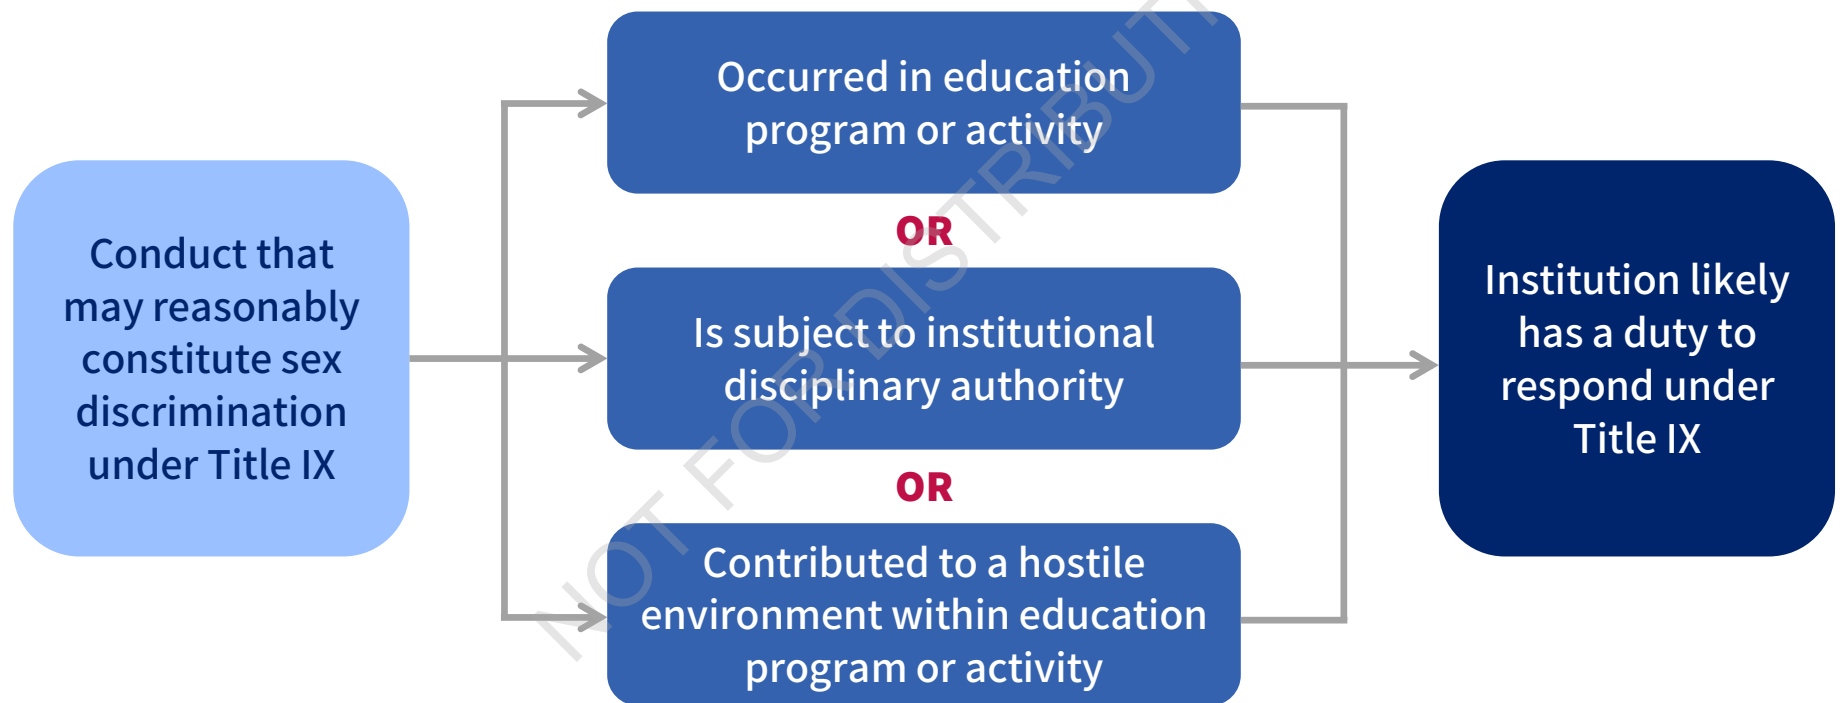 Conduct that
may reasonably
constitute sex
discrimination
under Title IX
Occurred in education
program or activity
OR
Is subject to institutional
disciplinary authority
OR
Contributed to a hostile
environment within education
program or activity
Institution likely
has a duty to
respond under
Title IX
NOT FOR DISTRIBUTI